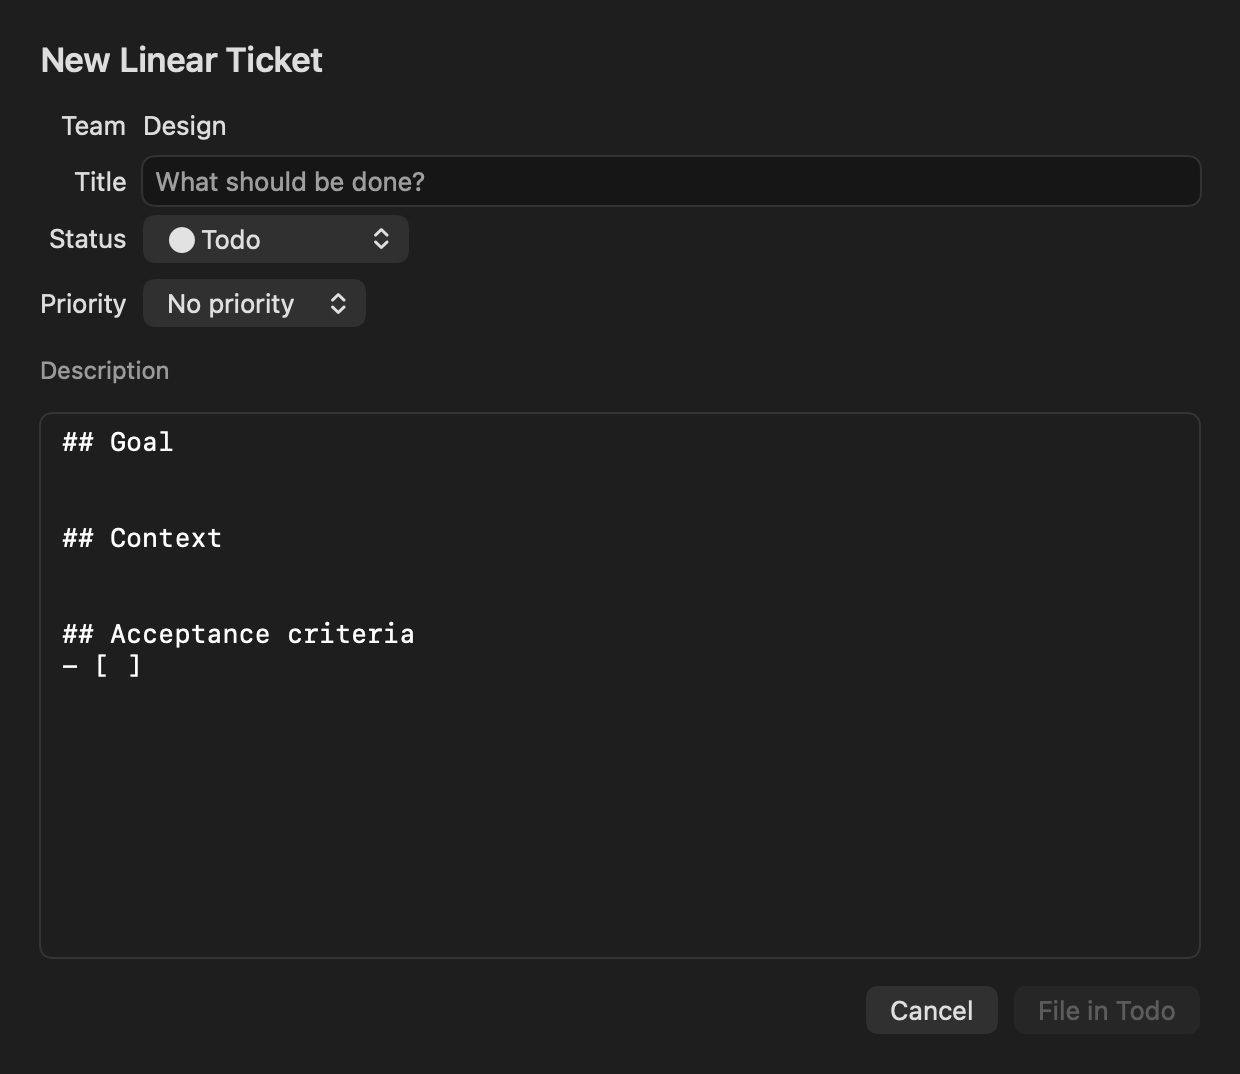 New Linear Ticket
Team Design
Title What should be done?
Status Todo
Priority No priority
Description
## Goal
## Context
## Acceptance criteria
- [ ]
Cancel File in Todo